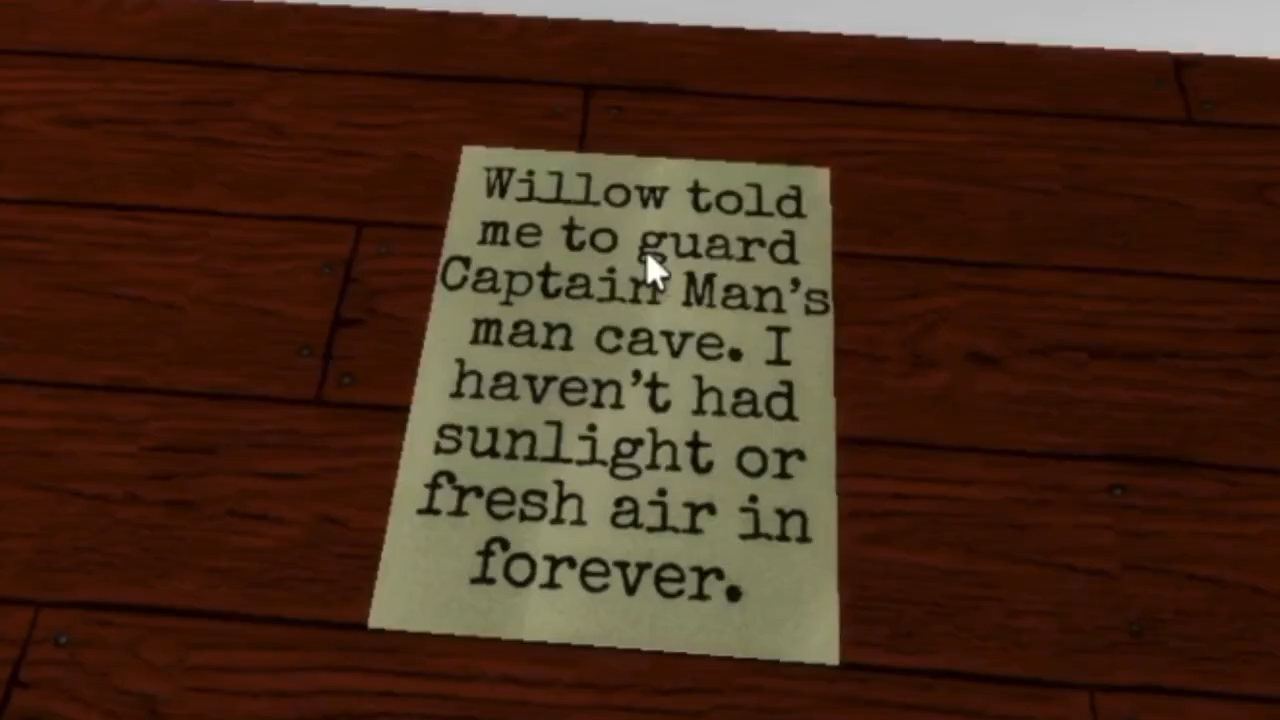 Willow told
me to guard
Captain Man's
man cave. I
haven't had
sunlight or
fresh air in
forever.